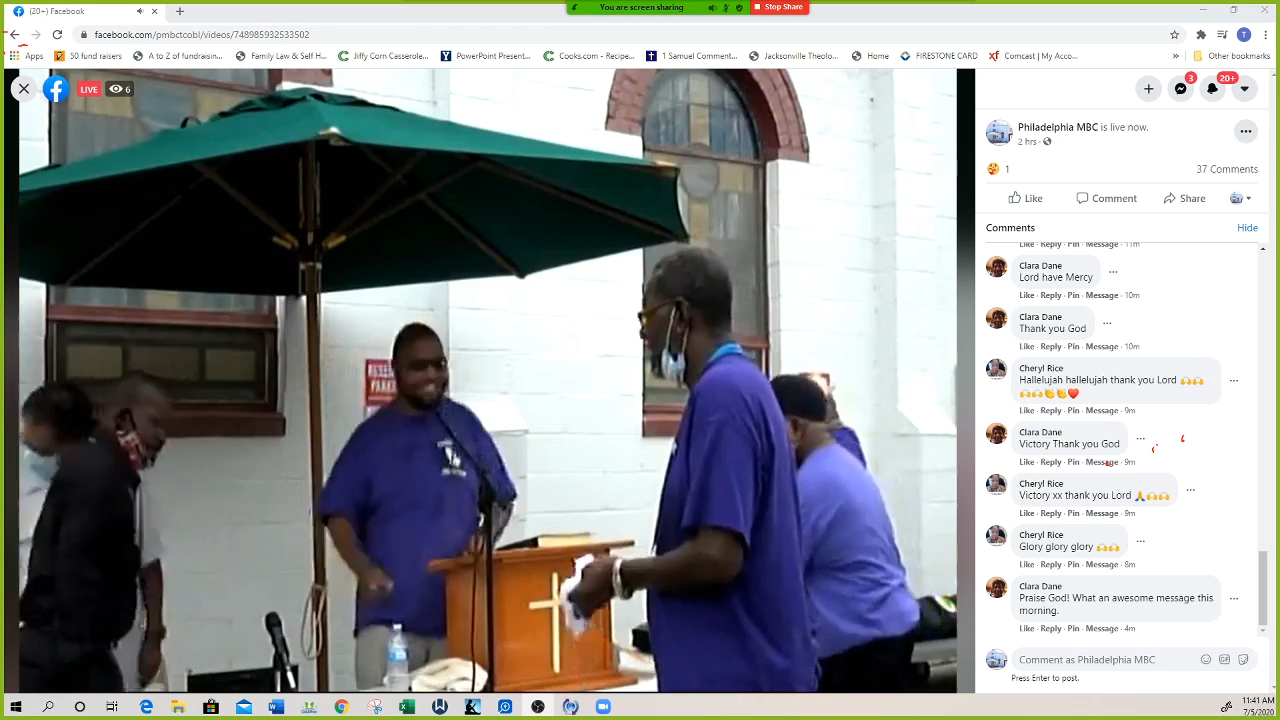 (20+) Facebook
You are screen sharing
Stop Share
facebook.com/pmbctcobl/videos/748985932533502
T
Apps
50 fund raisers
A to Z of fundraisin...
Family Law & Self H...
Jiffy Corn Casserole...
PowerPoint Present...
Cooks.com - Recipe...
1 Samuel Comment...
Jacksonville Theolo...
Home
FIRESTONE CARD
Comcast | My Acco...
»
Other bookmarks
LIVE
6
3
20+
Philadelphia MBC is live now.
2 hrs ·
1
37 Comments
Like
Comment
Share
Comments
Hide
Like · Reply · Pin · Message · 11m
Clara Dane
Lord have Mercy
Like · Reply · Pin · Message · 10m
Clara Dane
Thank you God
Like · Reply · Pin · Message · 10m
Cheryl Rice
Hallelujah hallelujah thank you Lord 🙌🙌
🙌🙌👏👏❤️
Like · Reply · Pin · Message · 9m
Clara Dane
Victory Thank you God
Like · Reply · Pin · Message · 9m
Cheryl Rice
Victory xx thank you Lord 🙏🙌🙌
Like · Reply · Pin · Message · 9m
Cheryl Rice
Glory glory glory 🙌🙌
Like · Reply · Pin · Message · 8m
Clara Dane
Praise God! What an awesome message this
morning.
Like · Reply · Pin · Message · 4m
Comment as Philadelphia MBC
GIF
Press Enter to post.
11:41 AM
7/5/2020